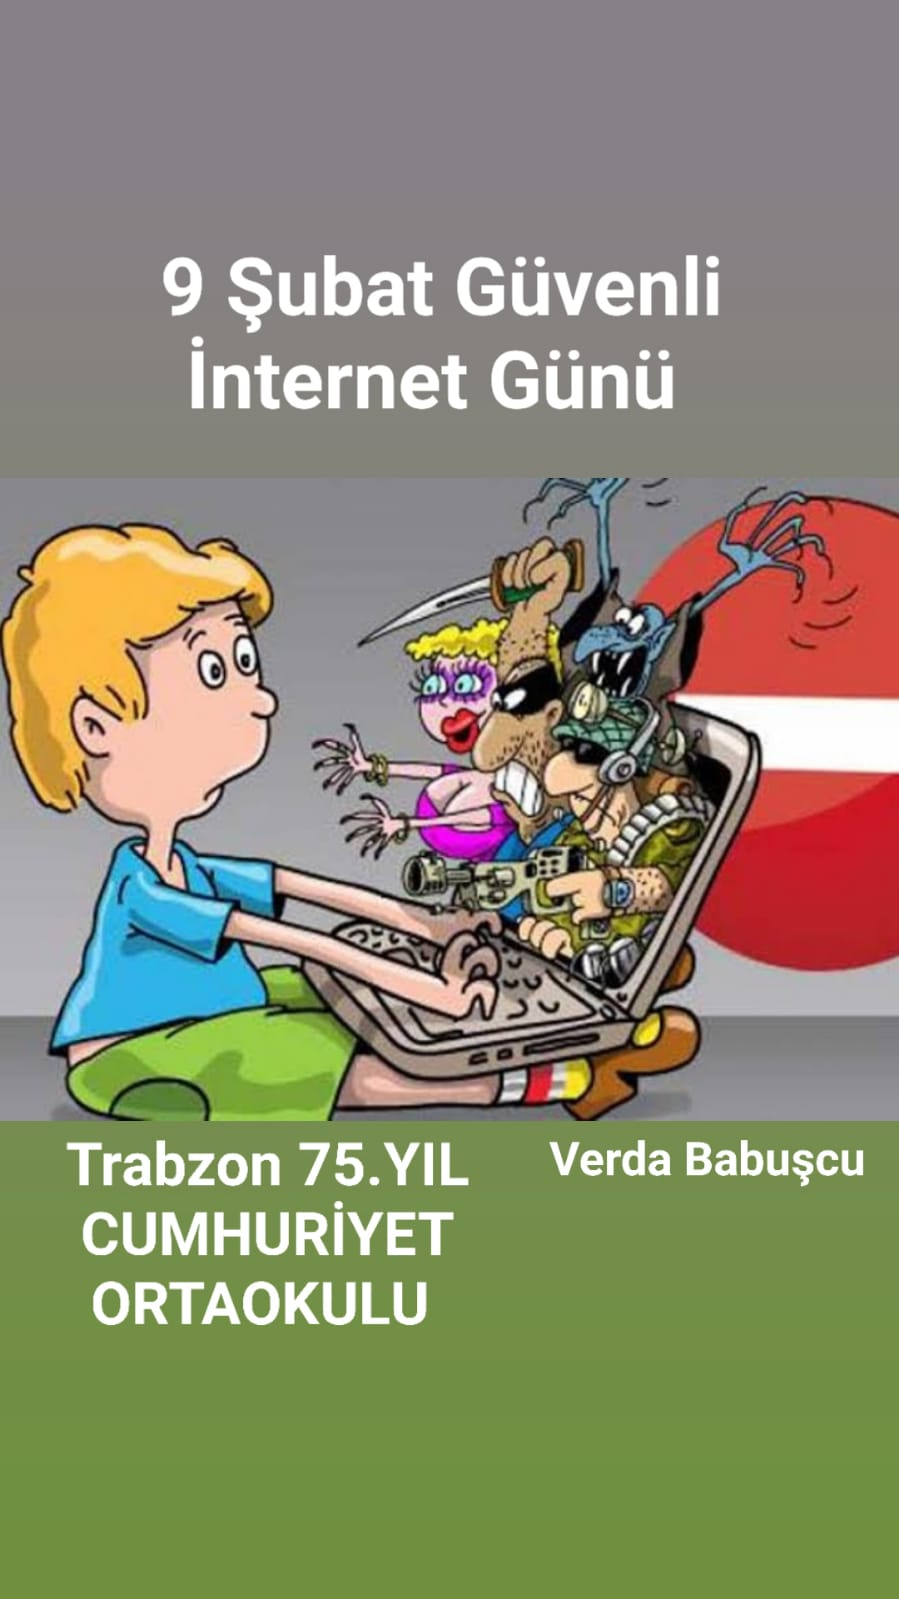 9 Şubat Güvenli
İnternet Günü
Trabzon 75.YIL
CUMHURİYET
ORTAOKULU
Verda Babuşcu